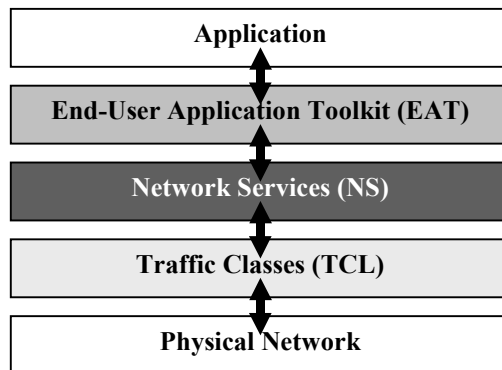 Application
End-User Application Toolkit (EAT)
Network Services (NS)
Traffic Classes (TCL)
Physical Network